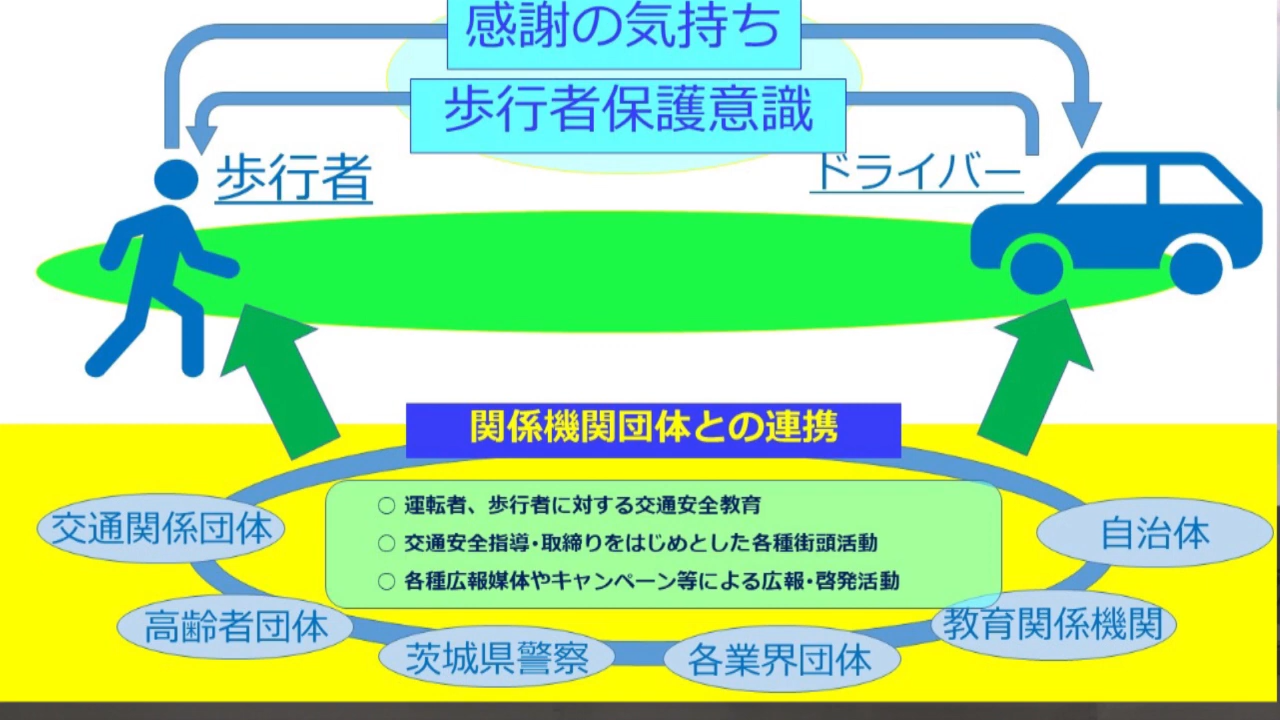 感謝の気持ち
歩行者保護意識
歩行者
ドライバー
関係機関団体との連携
○ 運転者、歩行者に対する交通安全教育
○ 交通安全指導・取締りをはじめとした各種街頭活動
○ 各種広報媒体やキャンペーン等による広報・啓発活動
交通関係団体
自治体
高齢者団体
教育関係機関
茨城県警察
各業界団体